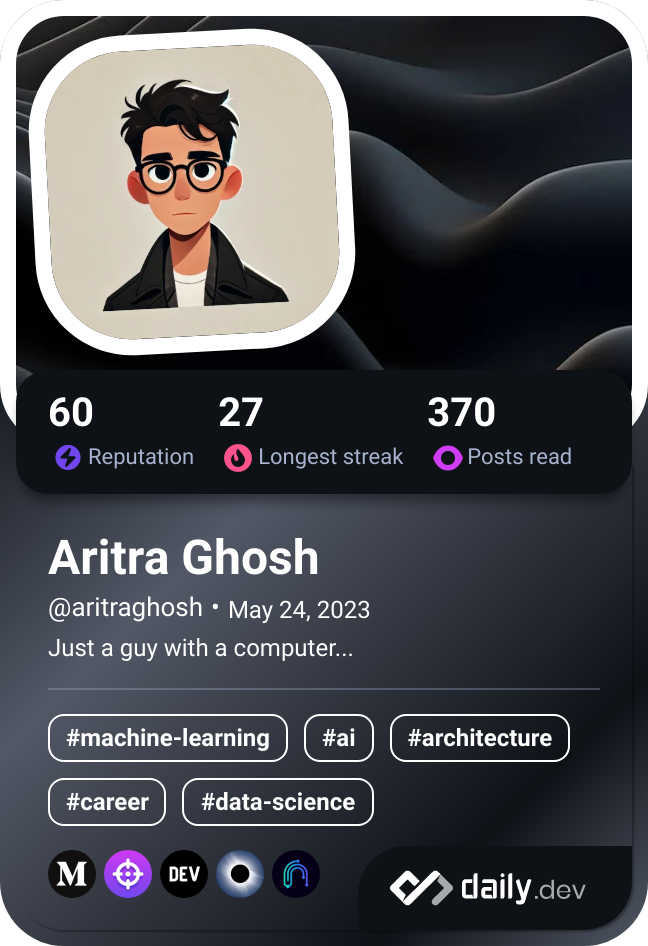 60 27 370
Reputation Longest streak Posts read
Aritra Ghosh
@aritraghosh • May 24, 2023
Just a guy with a computer...
#machine-learning #ai #architecture
#career #data-science
M DEV daily.dev